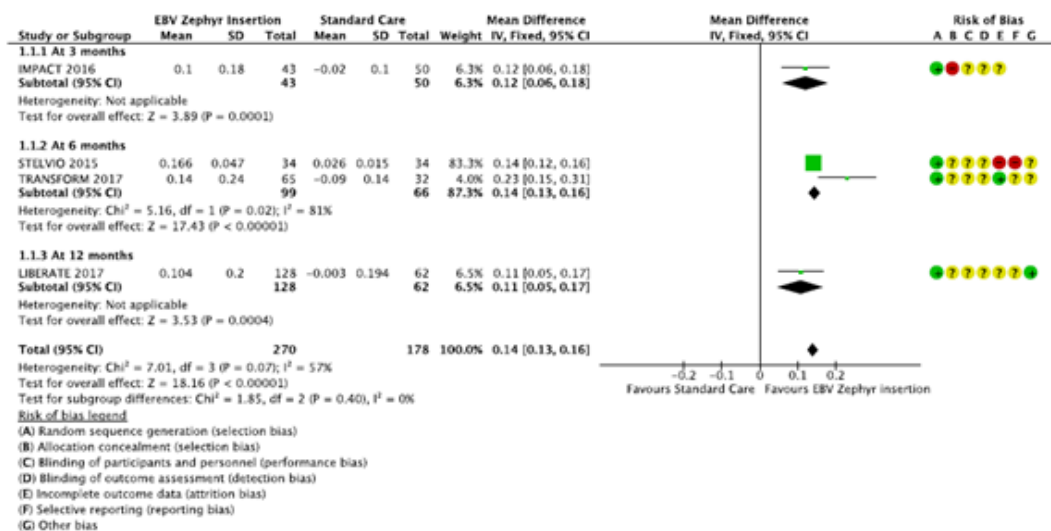 EBV Zephyr Insertion Standard Care Mean Difference Mean Difference Risk of Bias
Study or Subgroup Mean SD Total Mean SD Total Weight IV, Fixed, 95% CI IV, Fixed, 95% CI A B C D E F G
1.1.1 At 3 months
IMPACT 2016 0.1 0.18 43 -0.02 0.1 50 6.3% 0.12 [0.06, 0.18] + - ? ? ? ?
Subtotal (95% CI) 43 50 6.3% 0.12 [0.06, 0.18]
Heterogeneity: Not applicable
Test for overall effect: Z = 3.89 (P = 0.0001)
1.1.2 At 6 months
STELVIO 2015 0.166 0.047 34 0.026 0.015 34 83.3% 0.14 [0.12, 0.16] + ? ? ? - - ?
TRANSFORM 2017 0.14 0.24 65 -0.09 0.14 32 4.0% 0.23 [0.15, 0.31] + ? ? ? + ? ?
Subtotal (95% CI) 99 66 87.3% 0.14 [0.13, 0.16]
Heterogeneity: Chi² = 5.16, df = 1 (P = 0.02); I² = 81%
Test for overall effect: Z = 17.43 (P < 0.00001)
1.1.3 At 12 months
LIBERATE 2017 0.104 0.2 128 -0.003 0.194 62 6.5% 0.11 [0.05, 0.17] + ? ? ? ? ? +
Subtotal (95% CI) 128 62 6.5% 0.11 [0.05, 0.17]
Heterogeneity: Not applicable
Test for overall effect: Z = 3.53 (P = 0.0004)
Total (95% CI) 270 178 100.0% 0.14 [0.13, 0.16]
Heterogeneity: Chi² = 7.01, df = 3 (P = 0.07); I² = 57%
Test for overall effect: Z = 18.16 (P < 0.00001)
Test for subgroup differences: Chi² = 1.85, df = 2 (P = 0.40), I² = 0%
-0.2 -0.1 0 0.1 0.2
Favours Standard Care Favours EBV Zephyr insertion
Risk of bias legend
(A) Random sequence generation (selection bias)
(B) Allocation concealment (selection bias)
(C) Blinding of participants and personnel (performance bias)
(D) Blinding of outcome assessment (detection bias)
(E) Incomplete outcome data (attrition bias)
(F) Selective reporting (reporting bias)
(G) Other bias